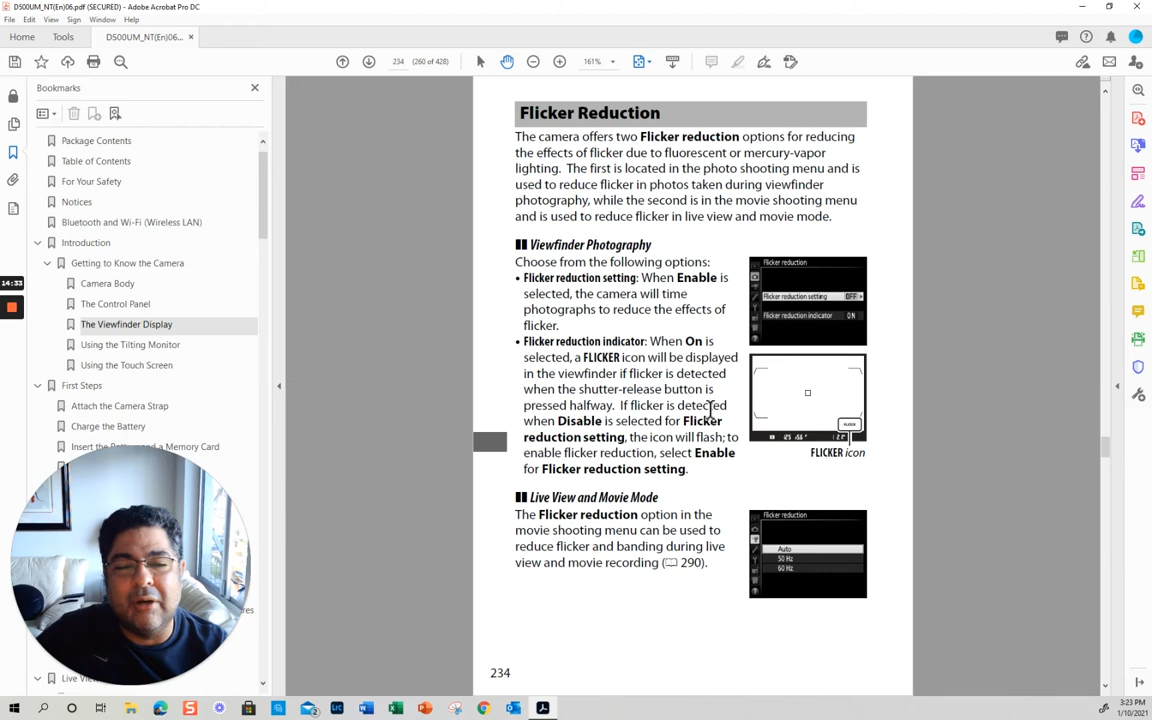 D500UM_NT(En)06.pdf (SECURED) - Adobe Acrobat Pro DC
File Edit View Sign Window Help
Home Tools D500UM_NT(En)06... ×
234 (260 of 428) 161%
Bookmarks
Package Contents
Table of Contents
For Your Safety
Notices
Bluetooth and Wi-Fi (Wireless LAN)
Introduction
Getting to Know the Camera
Camera Body
The Control Panel
The Viewfinder Display
Using the Tilting Monitor
Using the Touch Screen
First Steps
Attach the Camera Strap
Charge the Battery
Insert the Battery and a Memory Card
Live
14:33
Flicker Reduction
The camera offers two Flicker reduction options for reducing
the effects of flicker due to fluorescent or mercury-vapor
lighting. The first is located in the photo shooting menu and is
used to reduce flicker in photos taken during viewfinder
photography, while the second is in the movie shooting menu
and is used to reduce flicker in live view and movie mode.
Viewfinder Photography
Choose from the following options:
• Flicker reduction setting: When Enable is
selected, the camera will time
photographs to reduce the effects of
flicker.
• Flicker reduction indicator: When On is
selected, a FLICKER icon will be displayed
in the viewfinder if flicker is detected
when the shutter-release button is
pressed halfway. If flicker is detected
when Disable is selected for Flicker
reduction setting, the icon will flash; to
enable flicker reduction, select Enable
for Flicker reduction setting.
Flicker reduction
Flicker reduction setting OFF
Flicker reduction indicator ON
FLICKER
FLICKER icon
Live View and Movie Mode
The Flicker reduction option in the
movie shooting menu can be used to
reduce flicker and banding during live
view and movie recording (290).
Flicker reduction
Auto
50 Hz
60 Hz
234
3:23 PM
1/10/2021